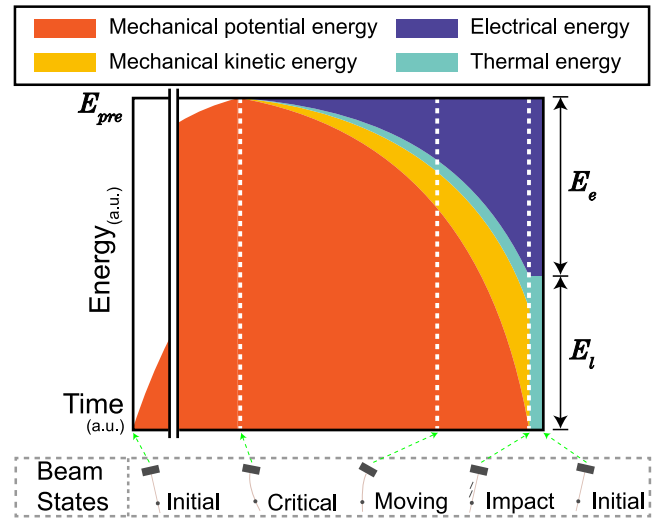 Mechanical potential energy
Electrical energy
Mechanical kinetic energy
Thermal energy
E_pre
Energy(a.u.)
E_e
E_l
Time
(a.u.)
Beam
States
Initial
Critical
Moving
Impact
Initial